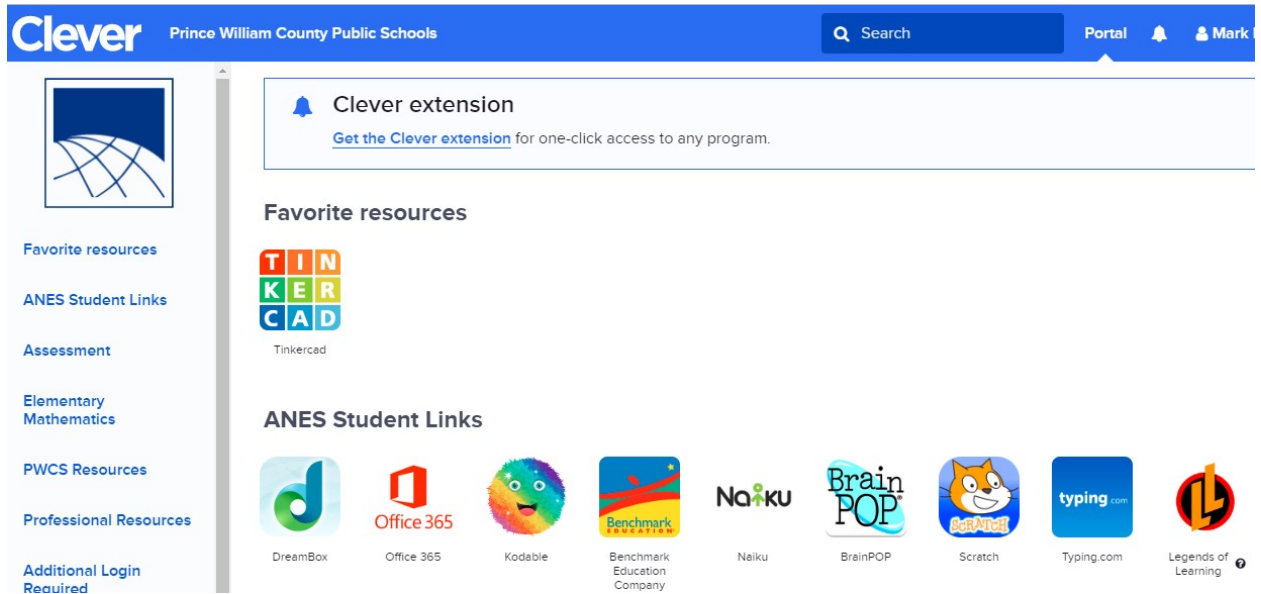 Clever Prince William County Public Schools Search Portal Mark
Clever extension
Get the Clever extension for one-click access to any program.
Favorite resources
ANES Student Links
Assessment
Elementary
Mathematics
PWCS Resources
Professional Resources
Additional Login
Required
Favorite resources
TIN
KER
CAD
Tinkercad
ANES Student Links
d
DreamBox
Office 365
Office 365
Kodable
Benchmark
EDUCATION
Benchmark
Education
Company
Naiku
Naiku
Brain
POP
BrainPOP
SCRATCH
Scratch
typing.com
Typing.com
LL
Legends of
Learning ?